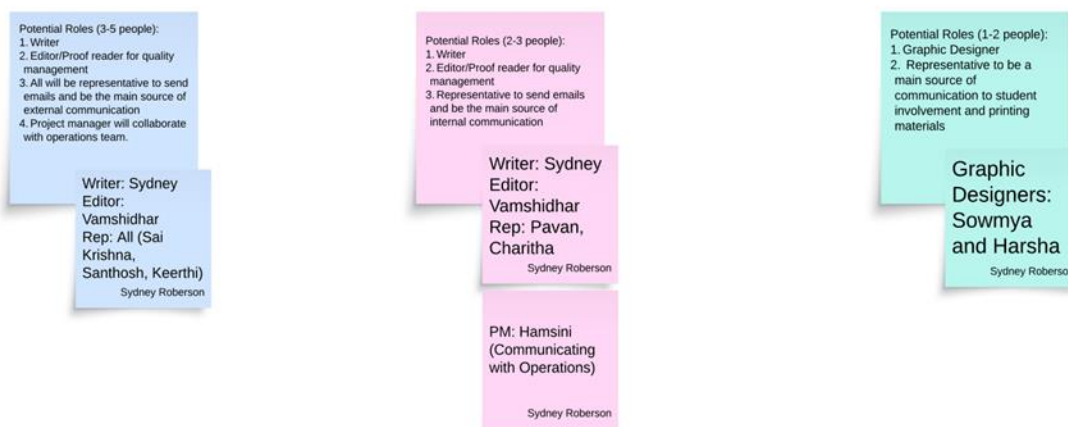 Potential Roles (3-5 people):
1. Writer
2. Editor/Proof reader for quality
management
3. All will be representative to send
emails and be the main source of
external communication
4. Project manager will collaborate
with operations team.
Writer: Sydney
Editor:
Vamshidhar
Rep: All (Sai
Krishna,
Santhosh, Keerthi)
Sydney Roberson
Potential Roles (2-3 people):
1. Writer
2. Editor/Proof reader for quality
management
3. Representative to send emails
and be the main source of
internal communication
Writer: Sydney
Editor:
Vamshidhar
Rep: Pavan,
Charitha
Sydney Roberson
PM: Hamsini
(Communicating
with Operations)
Sydney Roberson
Potential Roles (1-2 people):
1. Graphic Designer
2. Representative to be a
main source of
communication to student
involvement and printing
materials
Graphic
Designers:
Sowmya
and Harsha
Sydney Roberso